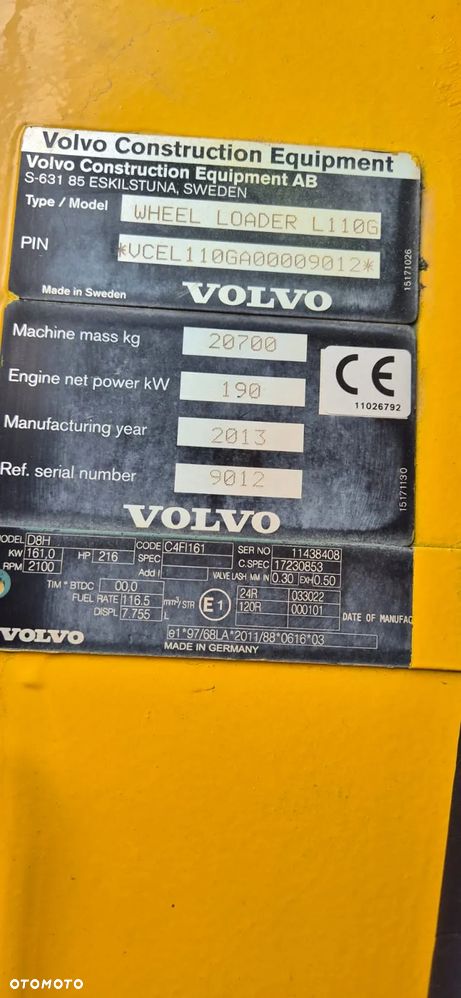 Volvo Construction Equipment
Volvo Construction Equipment AB
S-631 85 ESKILSTUNA, SWEDEN
Type / Model WHEEL LOADER L110G
PIN *VCEL110GA00009012*
Made in Sweden VOLVO
15171026
Machine mass kg 20700
Engine net power kW 190
Manufacturing year 2013
Ref. serial number 9012
VOLVO
CE
11026792
15171130
MODEL D8H CODE C4FI161 SER NO 11438408
KW 161,0 HP 216 SPEC C.SPEC 17230853
RPM 2100 Add I VALVE LASH MM IN 0.30 EXH 0.50
TIM ° BTDC 00,0 24R 033022
FUEL RATE 116.5 mm³/STR E1 120R 000101 DATE OF MANUFAC
DISPL 7.755 L
VOLVO e1*97/68LA*2011/88*0616*03
MADE IN GERMANY
OTOMOTO